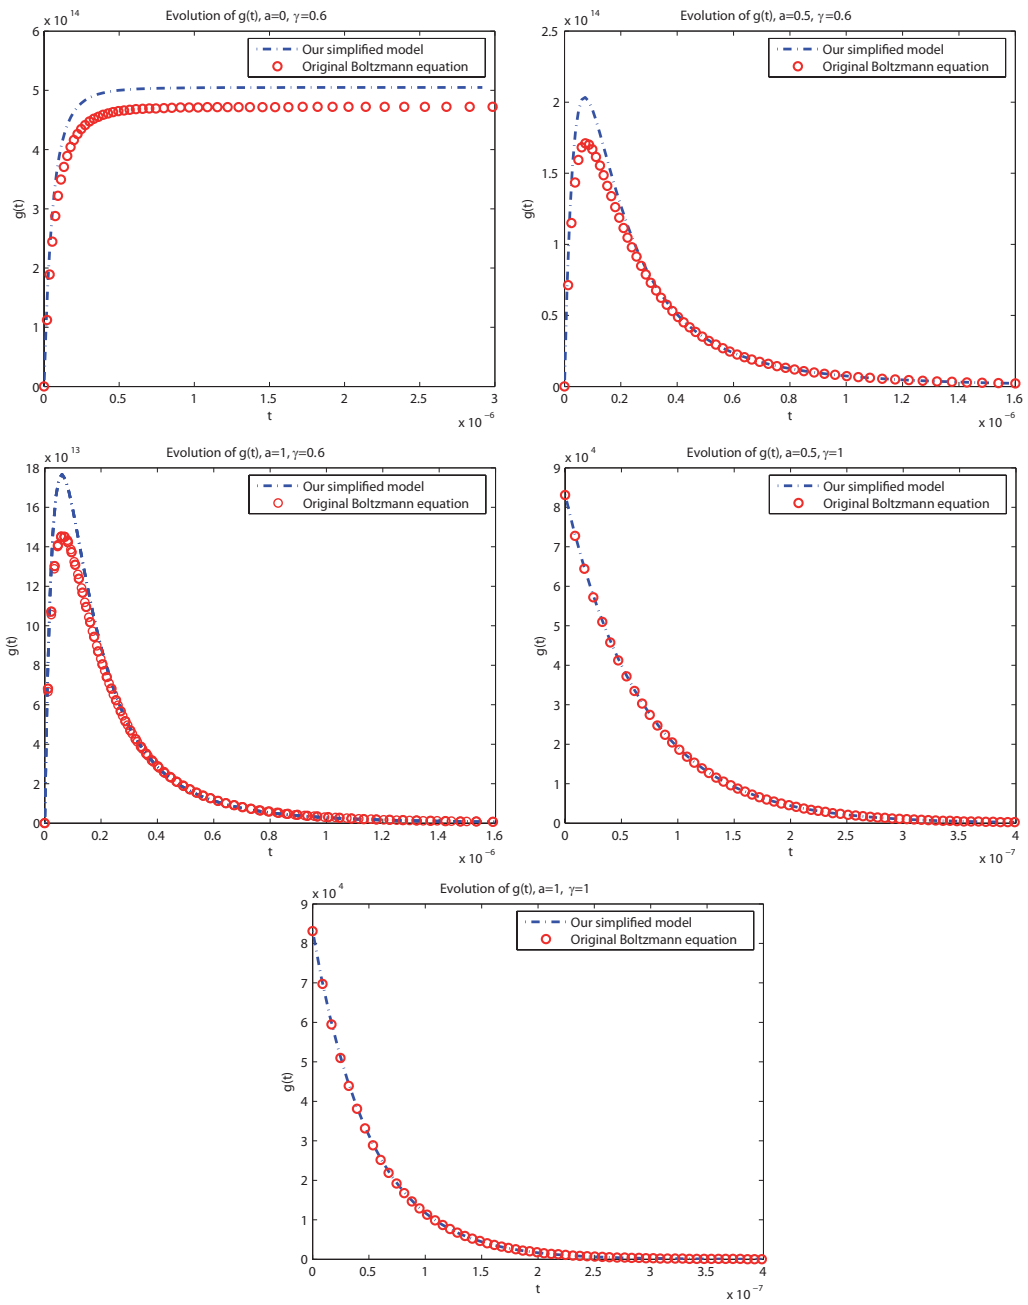 Evolution of g(t), a=0, γ=0.6
x 10^14
Our simplified model
Original Boltzmann equation
6
5
4
3
2
1
0
g(t)
0 0.5 1 1.5 2 2.5 3
t
x 10^-6
Evolution of g(t), a=0.5, γ=0.6
x 10^14
Our simplified model
Original Boltzmann equation
2.5
2
1.5
1
0.5
0
g(t)
0 0.2 0.4 0.6 0.8 1 1.2 1.4 1.6
t
x 10^-6
Evolution of g(t), a=1, γ=0.6
x 10^13
Our simplified model
Original Boltzmann equation
18
16
14
12
10
8
6
4
2
0
g(t)
0 0.2 0.4 0.6 0.8 1 1.2 1.4 1.6
t
x 10^-6
Evolution of g(t), a=0.5, γ=1
x 10^4
Our simplified model
Original Boltzmann equation
9
8
7
6
5
4
3
2
1
0
g(t)
0 0.5 1 1.5 2 2.5 3 3.5 4
t
x 10^-7
Evolution of g(t), a=1, γ=1
x 10^4
Our simplified model
Original Boltzmann equation
9
8
7
6
5
4
3
2
1
0
g(t)
0 0.5 1 1.5 2 2.5 3 3.5 4
t
x 10^-7